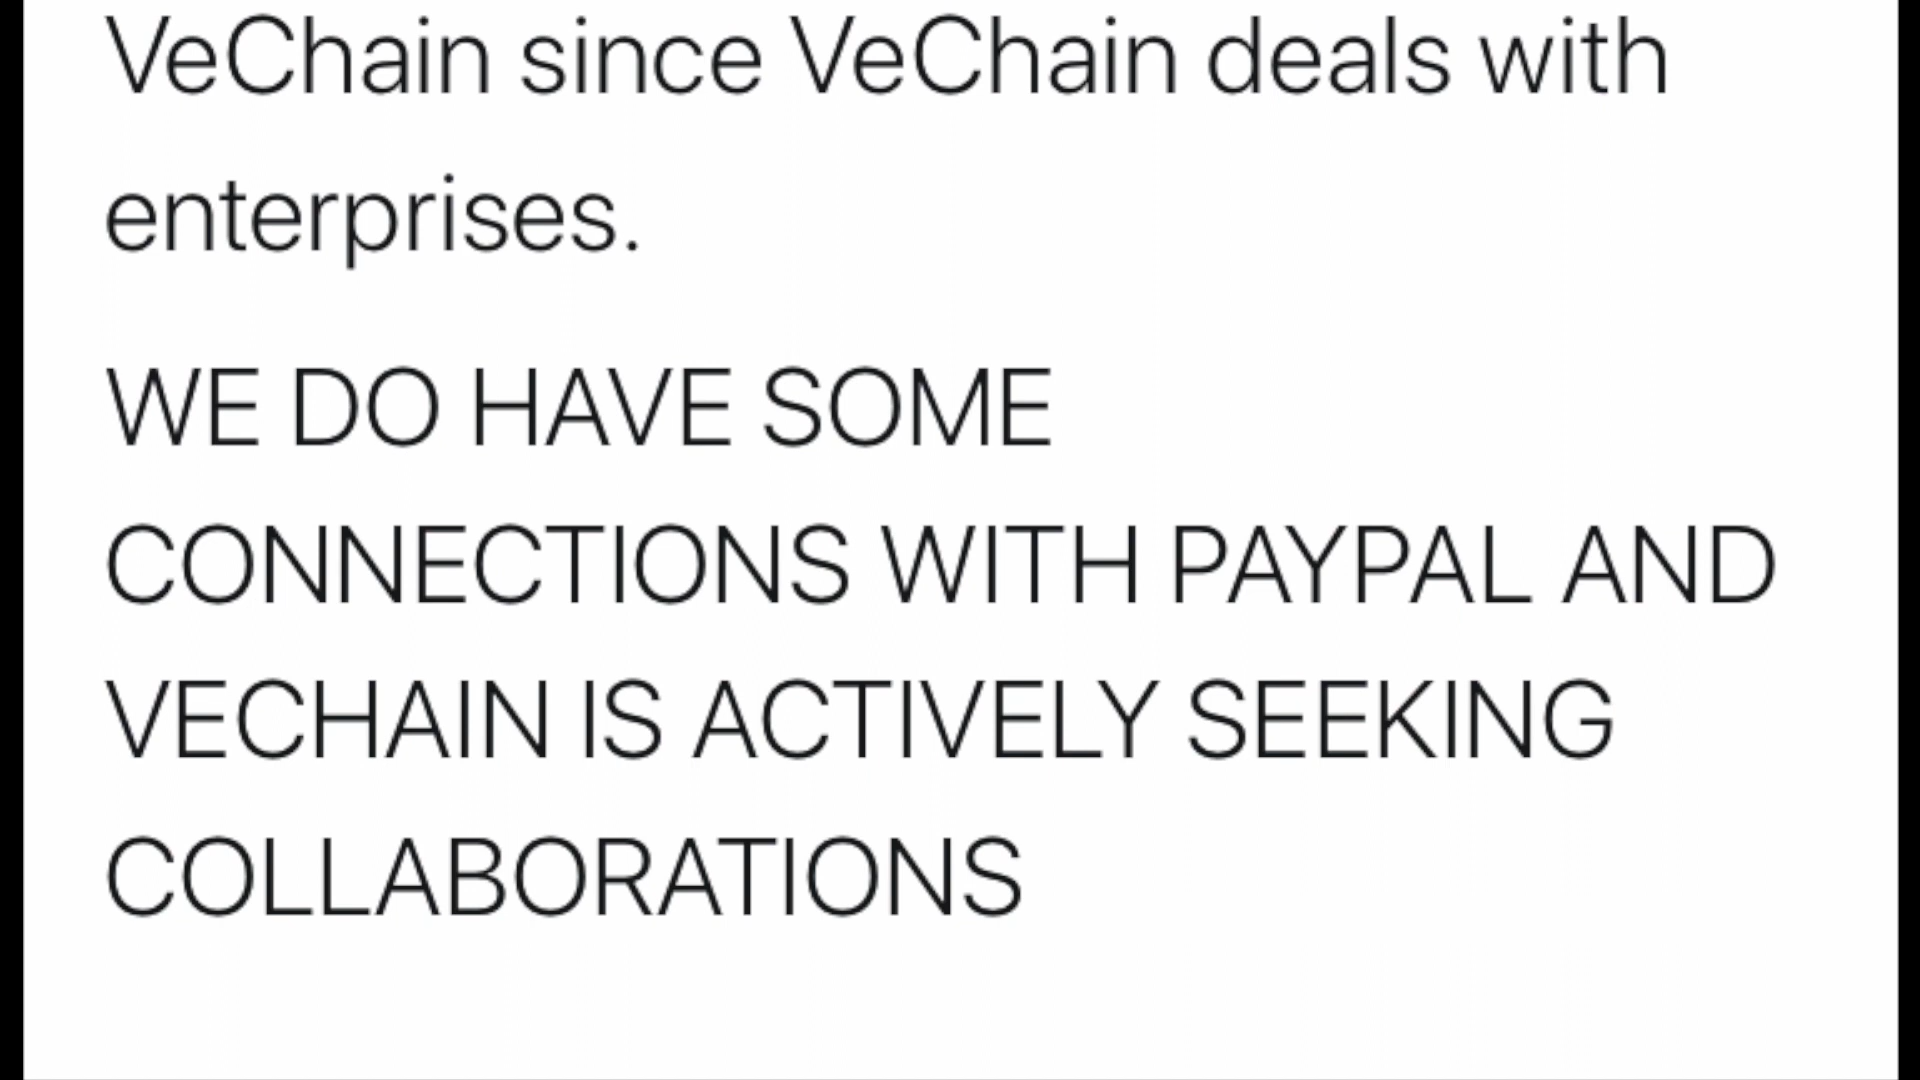 VeChain since VeChain deals with
enterprises.
WE DO HAVE SOME
CONNECTIONS WITH PAYPAL AND
VECHAIN IS ACTIVELY SEEKING
COLLABORATIONS